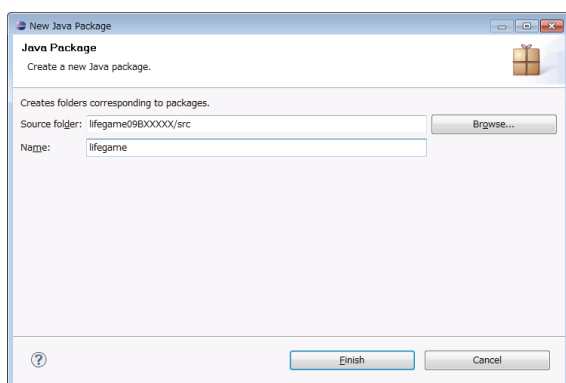 New Java Package
Java Package
Create a new Java package.
Creates folders corresponding to packages.
Source folder: lifegame09BXXXXX/src Browse...
Name: lifegame
? Finish Cancel